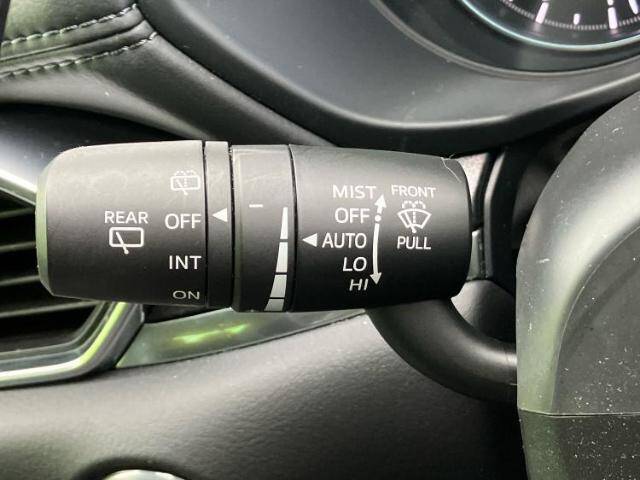 REAR
OFF
INT
ON
MIST
OFF
AUTO
LO
HI
FRONT
PULL